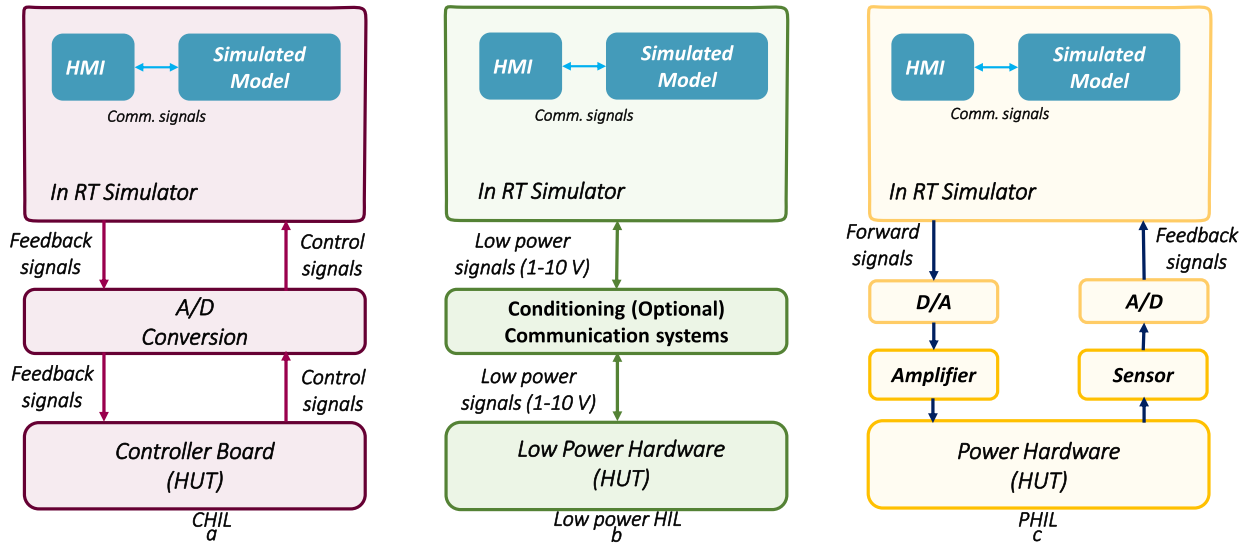 HMI
Simulated
Model
Comm. signals
In RT Simulator
Feedback
signals
Control
signals
A/D
Conversion
Feedback
signals
Control
signals
Controller Board
(HUT)
CHIL
a
HMI
Simulated
Model
Comm. signals
In RT Simulator
Low power
signals (1-10 V)
Conditioning (Optional)
Communication systems
Low power
signals (1-10 V)
Low Power Hardware
(HUT)
Low power HIL
b
HMI
Simulated
Model
Comm. signals
In RT Simulator
Forward
signals
Feedback
signals
D/A
A/D
Amplifier
Sensor
Power Hardware
(HUT)
PHIL
c